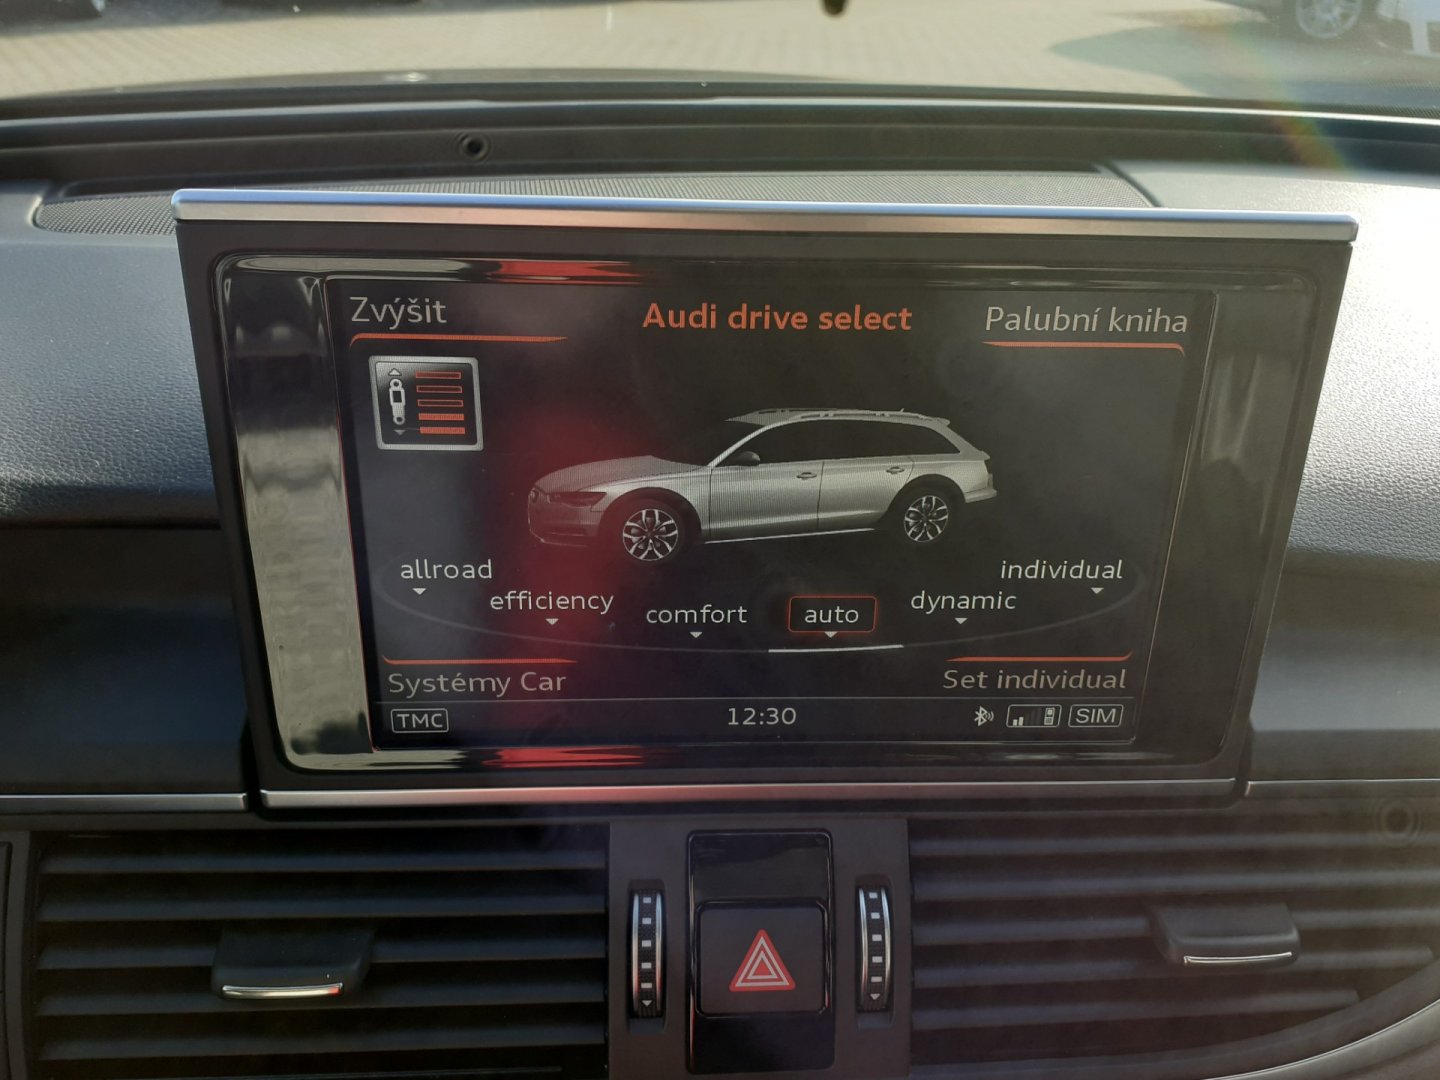 Zvýšit
Audi drive select
Palubní kniha
allroad
efficiency
comfort
auto
dynamic
individual
Systémy Car
Set individual
TMC
12:30
SIM